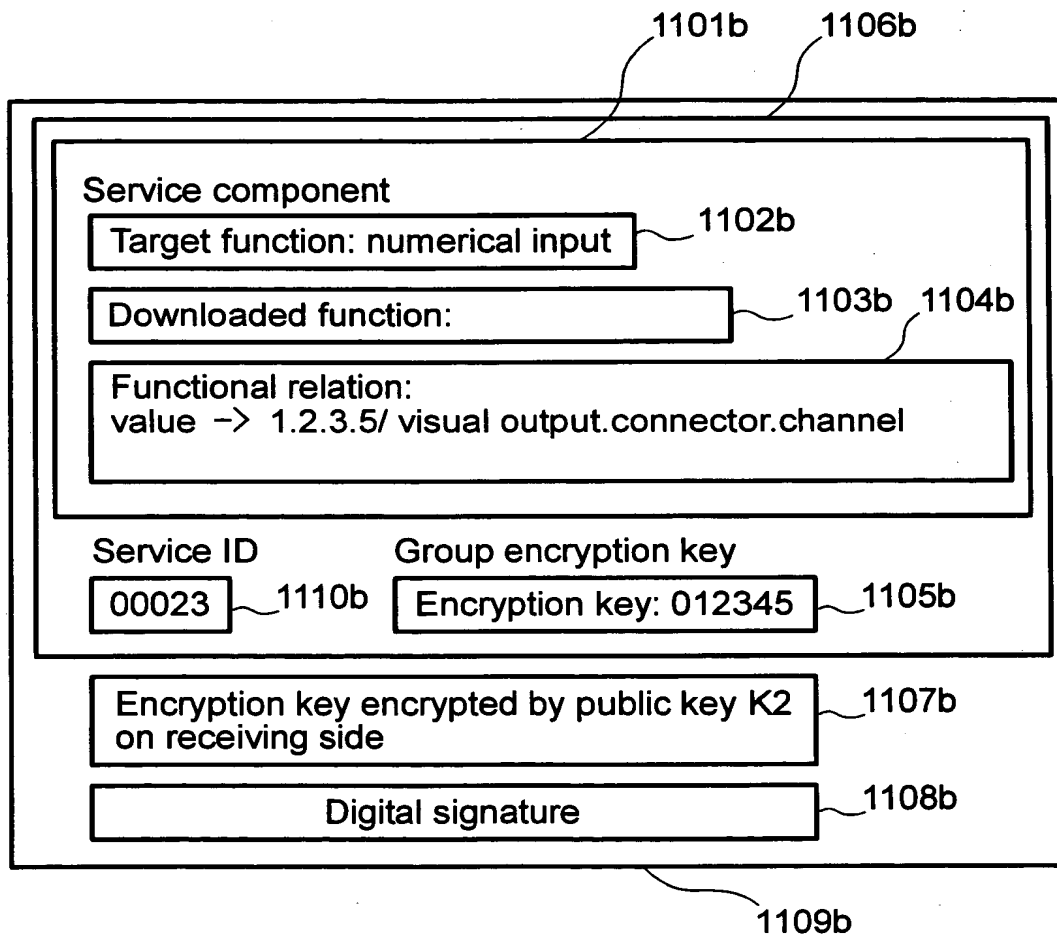 1101b
1106b
Service component
Target function: numerical input
1102b
Downloaded function:
1103b
1104b
Functional relation:
value -> 1.2.3.5/ visual output.connector.channel
Service ID
Group encryption key
00023
1110b
Encryption key: 012345
1105b
Encryption key encrypted by public key K2
on receiving side
1107b
Digital signature
1108b
1109b